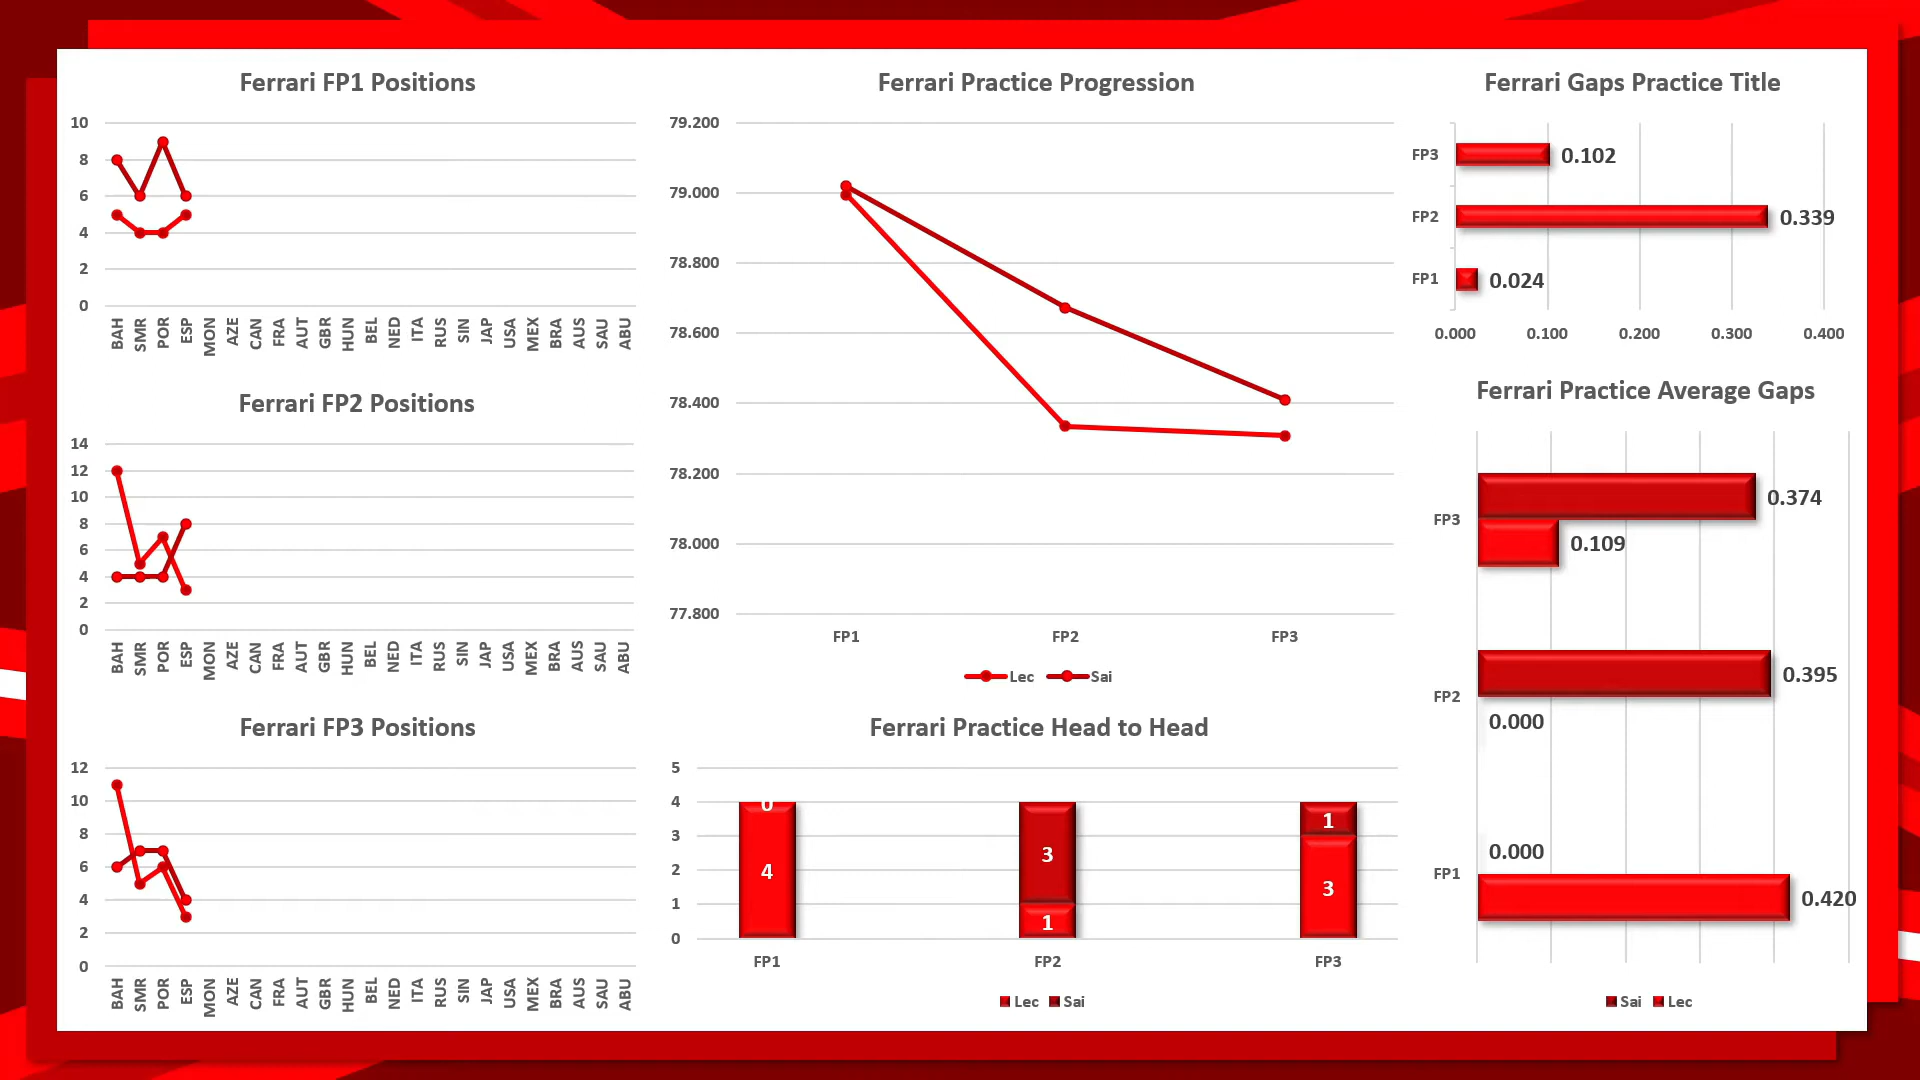 Ferrari FP1 Positions
10
8
6
4
2
0
BAH SMR POR ESP MON AZE CAN FRA AUT GBR HUN BEL NED ITA RUS SIN JAP USA MEX BRA AUS SAU ABU
Ferrari FP2 Positions
14
12
10
8
6
4
2
0
BAH SMR POR ESP MON AZE CAN FRA AUT GBR HUN BEL NED ITA RUS SIN JAP USA MEX BRA AUS SAU ABU
Ferrari FP3 Positions
12
10
8
6
4
2
0
BAH SMR POR ESP MON AZE CAN FRA AUT GBR HUN BEL NED ITA RUS SIN JAP USA MEX BRA AUS SAU ABU
Ferrari Practice Progression
79.200
79.000
78.800
78.600
78.400
78.200
78.000
77.800
FP1 FP2 FP3
Lec Sai
Ferrari Practice Head to Head
5
4
3
2
1
0
0
4
3
1
1
3
FP1 FP2 FP3
Lec Sai
Ferrari Gaps Practice Title
FP3 0.102
FP2 0.339
FP1 0.024
0.000 0.100 0.200 0.300 0.400
Ferrari Practice Average Gaps
0.374
FP3
0.109
0.395
FP2
0.000
0.000
FP1
0.420
Sai Lec